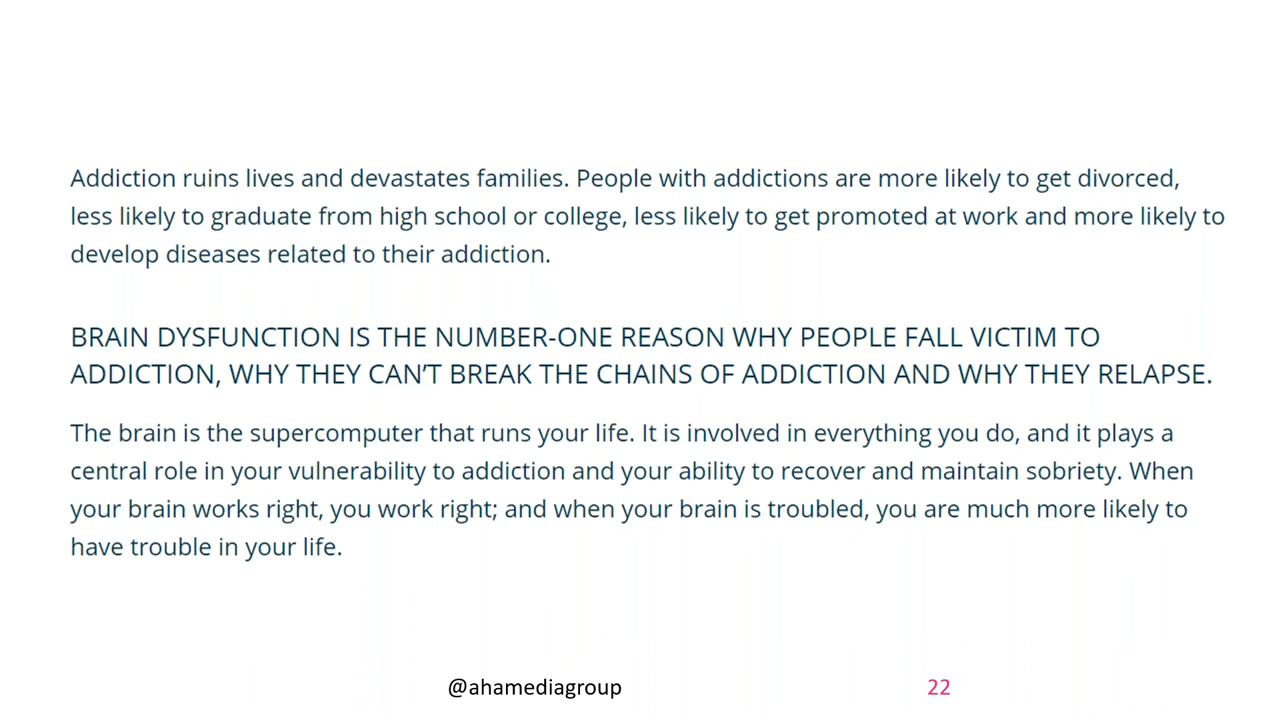 Addiction ruins lives and devastates families. People with addictions are more likely to get divorced,
less likely to graduate from high school or college, less likely to get promoted at work and more likely to
develop diseases related to their addiction.
BRAIN DYSFUNCTION IS THE NUMBER-ONE REASON WHY PEOPLE FALL VICTIM TO
ADDICTION, WHY THEY CAN’T BREAK THE CHAINS OF ADDICTION AND WHY THEY RELAPSE.
The brain is the supercomputer that runs your life. It is involved in everything you do, and it plays a
central role in your vulnerability to addiction and your ability to recover and maintain sobriety. When
your brain works right, you work right; and when your brain is troubled, you are much more likely to
have trouble in your life.
@ahamediagroup
22